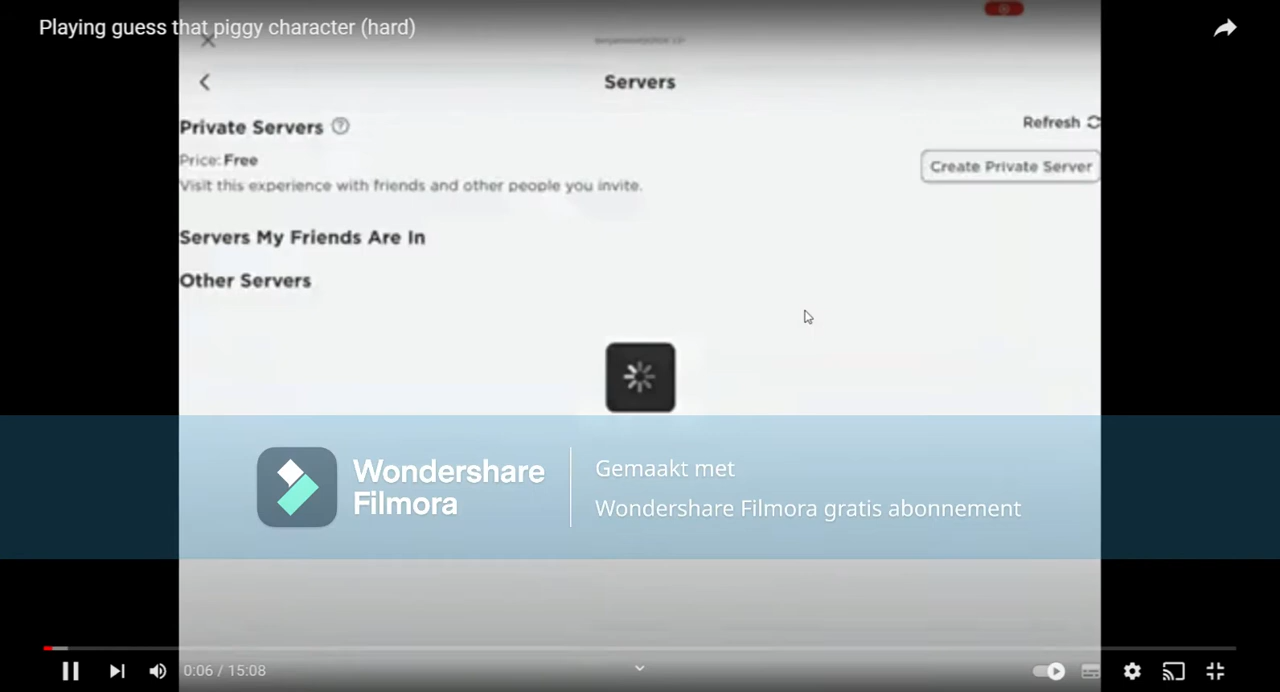 Playing guess that piggy character (hard)
Servers
Private Servers
Refresh
Price: Free
Create Private Server
Visit this experience with friends and other people you invite.
Servers My Friends Are In
Other Servers
Wondershare
Filmora
Gemaakt met
Wondershare Filmora gratis abonnement
0:06 / 15:08